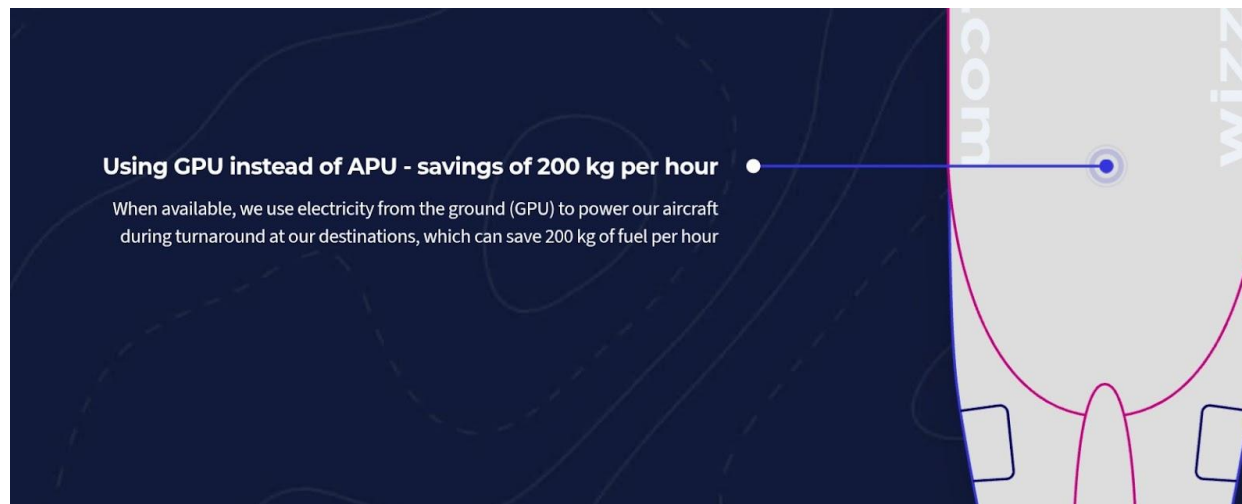 Using GPU instead of APU - savings of 200 kg per hour
When available, we use electricity from the ground (GPU) to power our aircraft
during turnaround at our destinations, which can save 200 kg of fuel per hour
.com
wizz